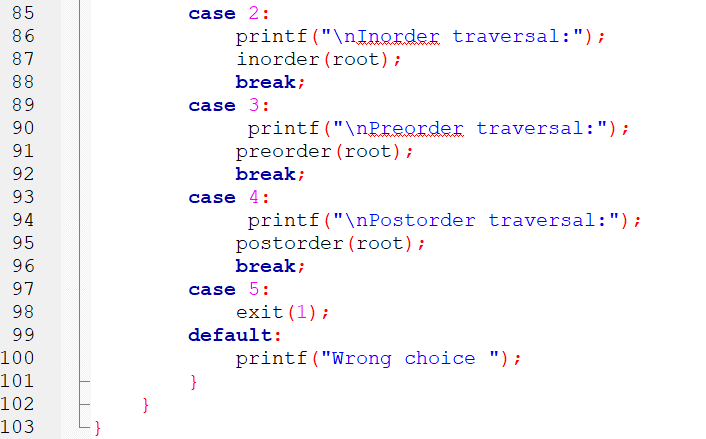 85 case 2:
86 printf("\nInorder traversal:");
87 inorder(root);
88 break;
89 case 3:
90 printf("\nPreorder traversal:");
91 preorder(root);
92 break;
93 case 4:
94 printf("\nPostorder traversal:");
95 postorder(root);
96 break;
97 case 5:
98 exit(1);
99 default:
100 printf("Wrong choice ");
101 }
102 }
103 }